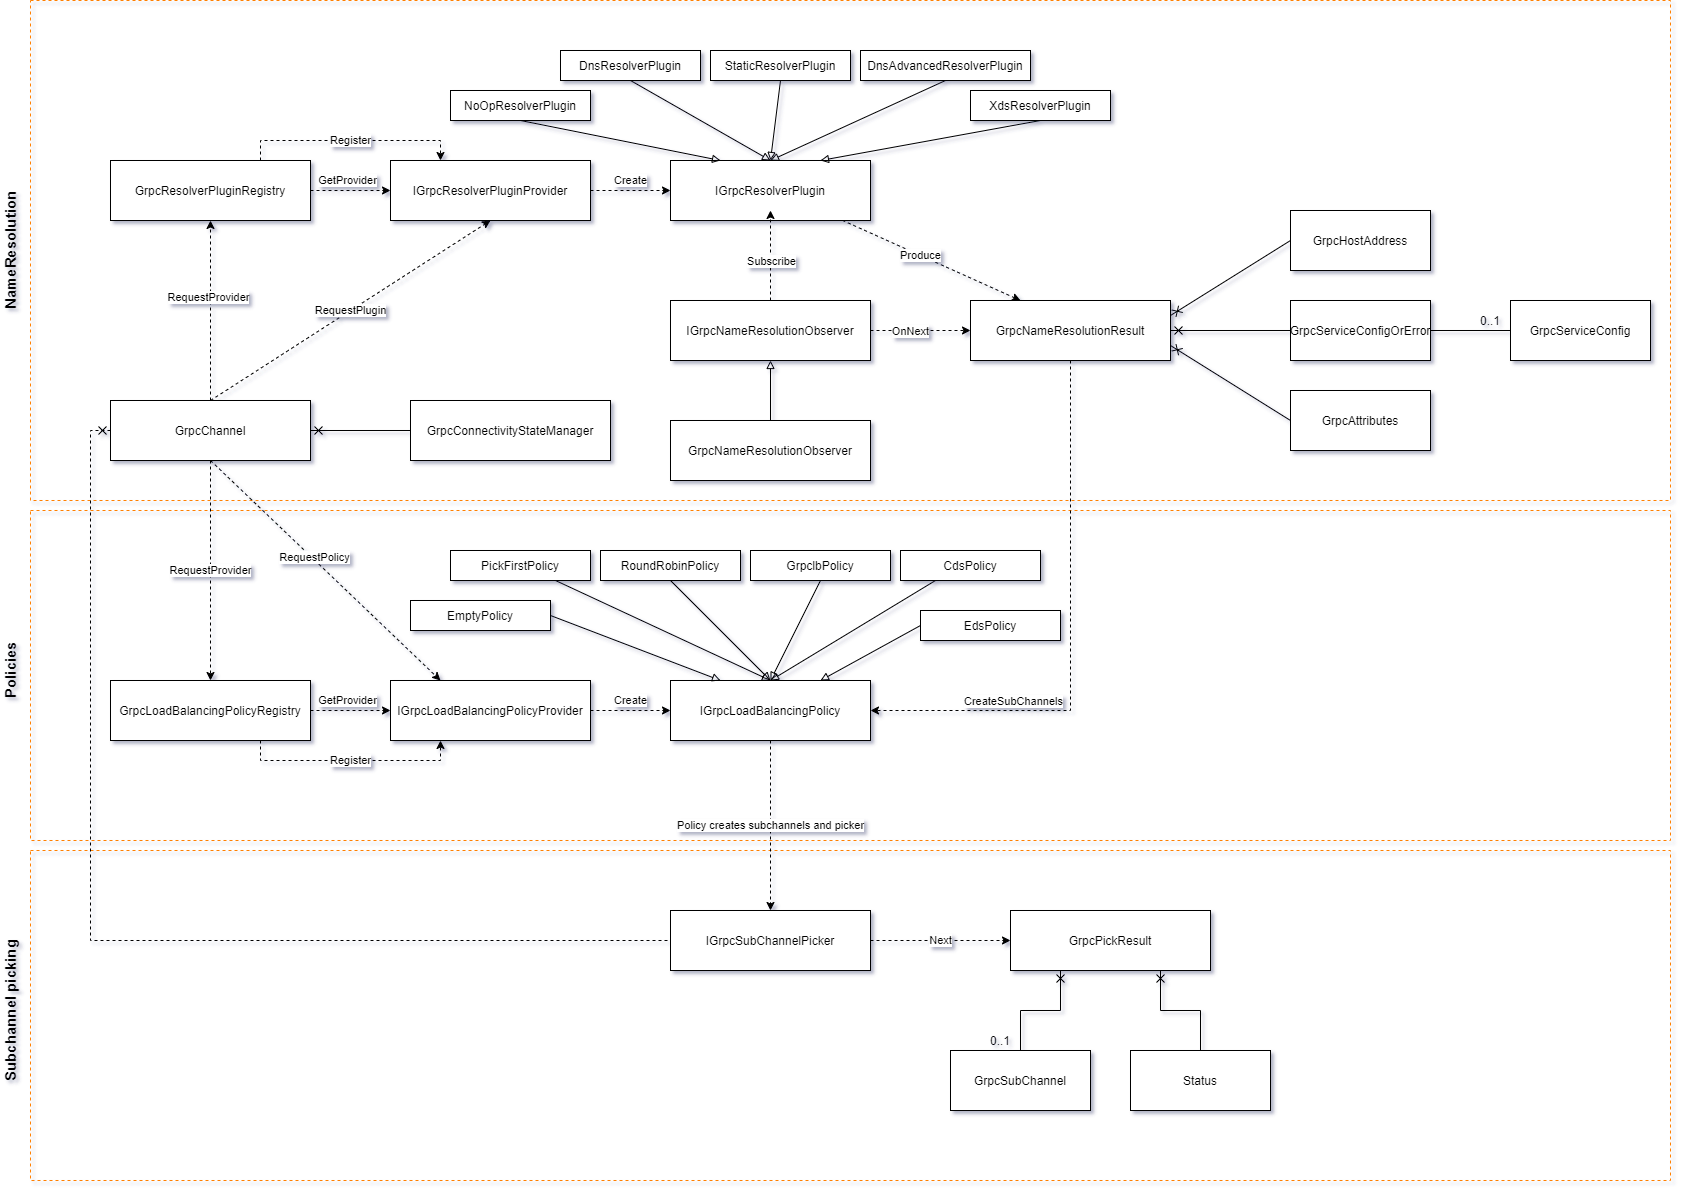 NameResolution
DnsResolverPlugin
StaticResolverPlugin
DnsAdvancedResolverPlugin
NoOpResolverPlugin
XdsResolverPlugin
Register
GrpcResolverPluginRegistry
GetProvider
IGrpcResolverPluginProvider
Create
IGrpcResolverPlugin
RequestProvider
RequestPlugin
Subscribe
Produce
GrpcHostAddress
IGrpcNameResolutionObserver
OnNext
GrpcNameResolutionResult
GrpcServiceConfigOrError
0..1
GrpcServiceConfig
GrpcAttributes
GrpcChannel
GrpcConnectivityStateManager
GrpcNameResolutionObserver
Policies
RequestProvider
RequestPolicy
PickFirstPolicy
RoundRobinPolicy
GrpclbPolicy
CdsPolicy
EmptyPolicy
EdsPolicy
GrpcLoadBalancingPolicyRegistry
GetProvider
IGrpcLoadBalancingPolicyProvider
Create
IGrpcLoadBalancingPolicy
CreateSubChannels
Register
Policy creates subchannels and picker
Subchannel picking
IGrpcSubChannelPicker
Next
GrpcPickResult
0..1
GrpcSubChannel
Status